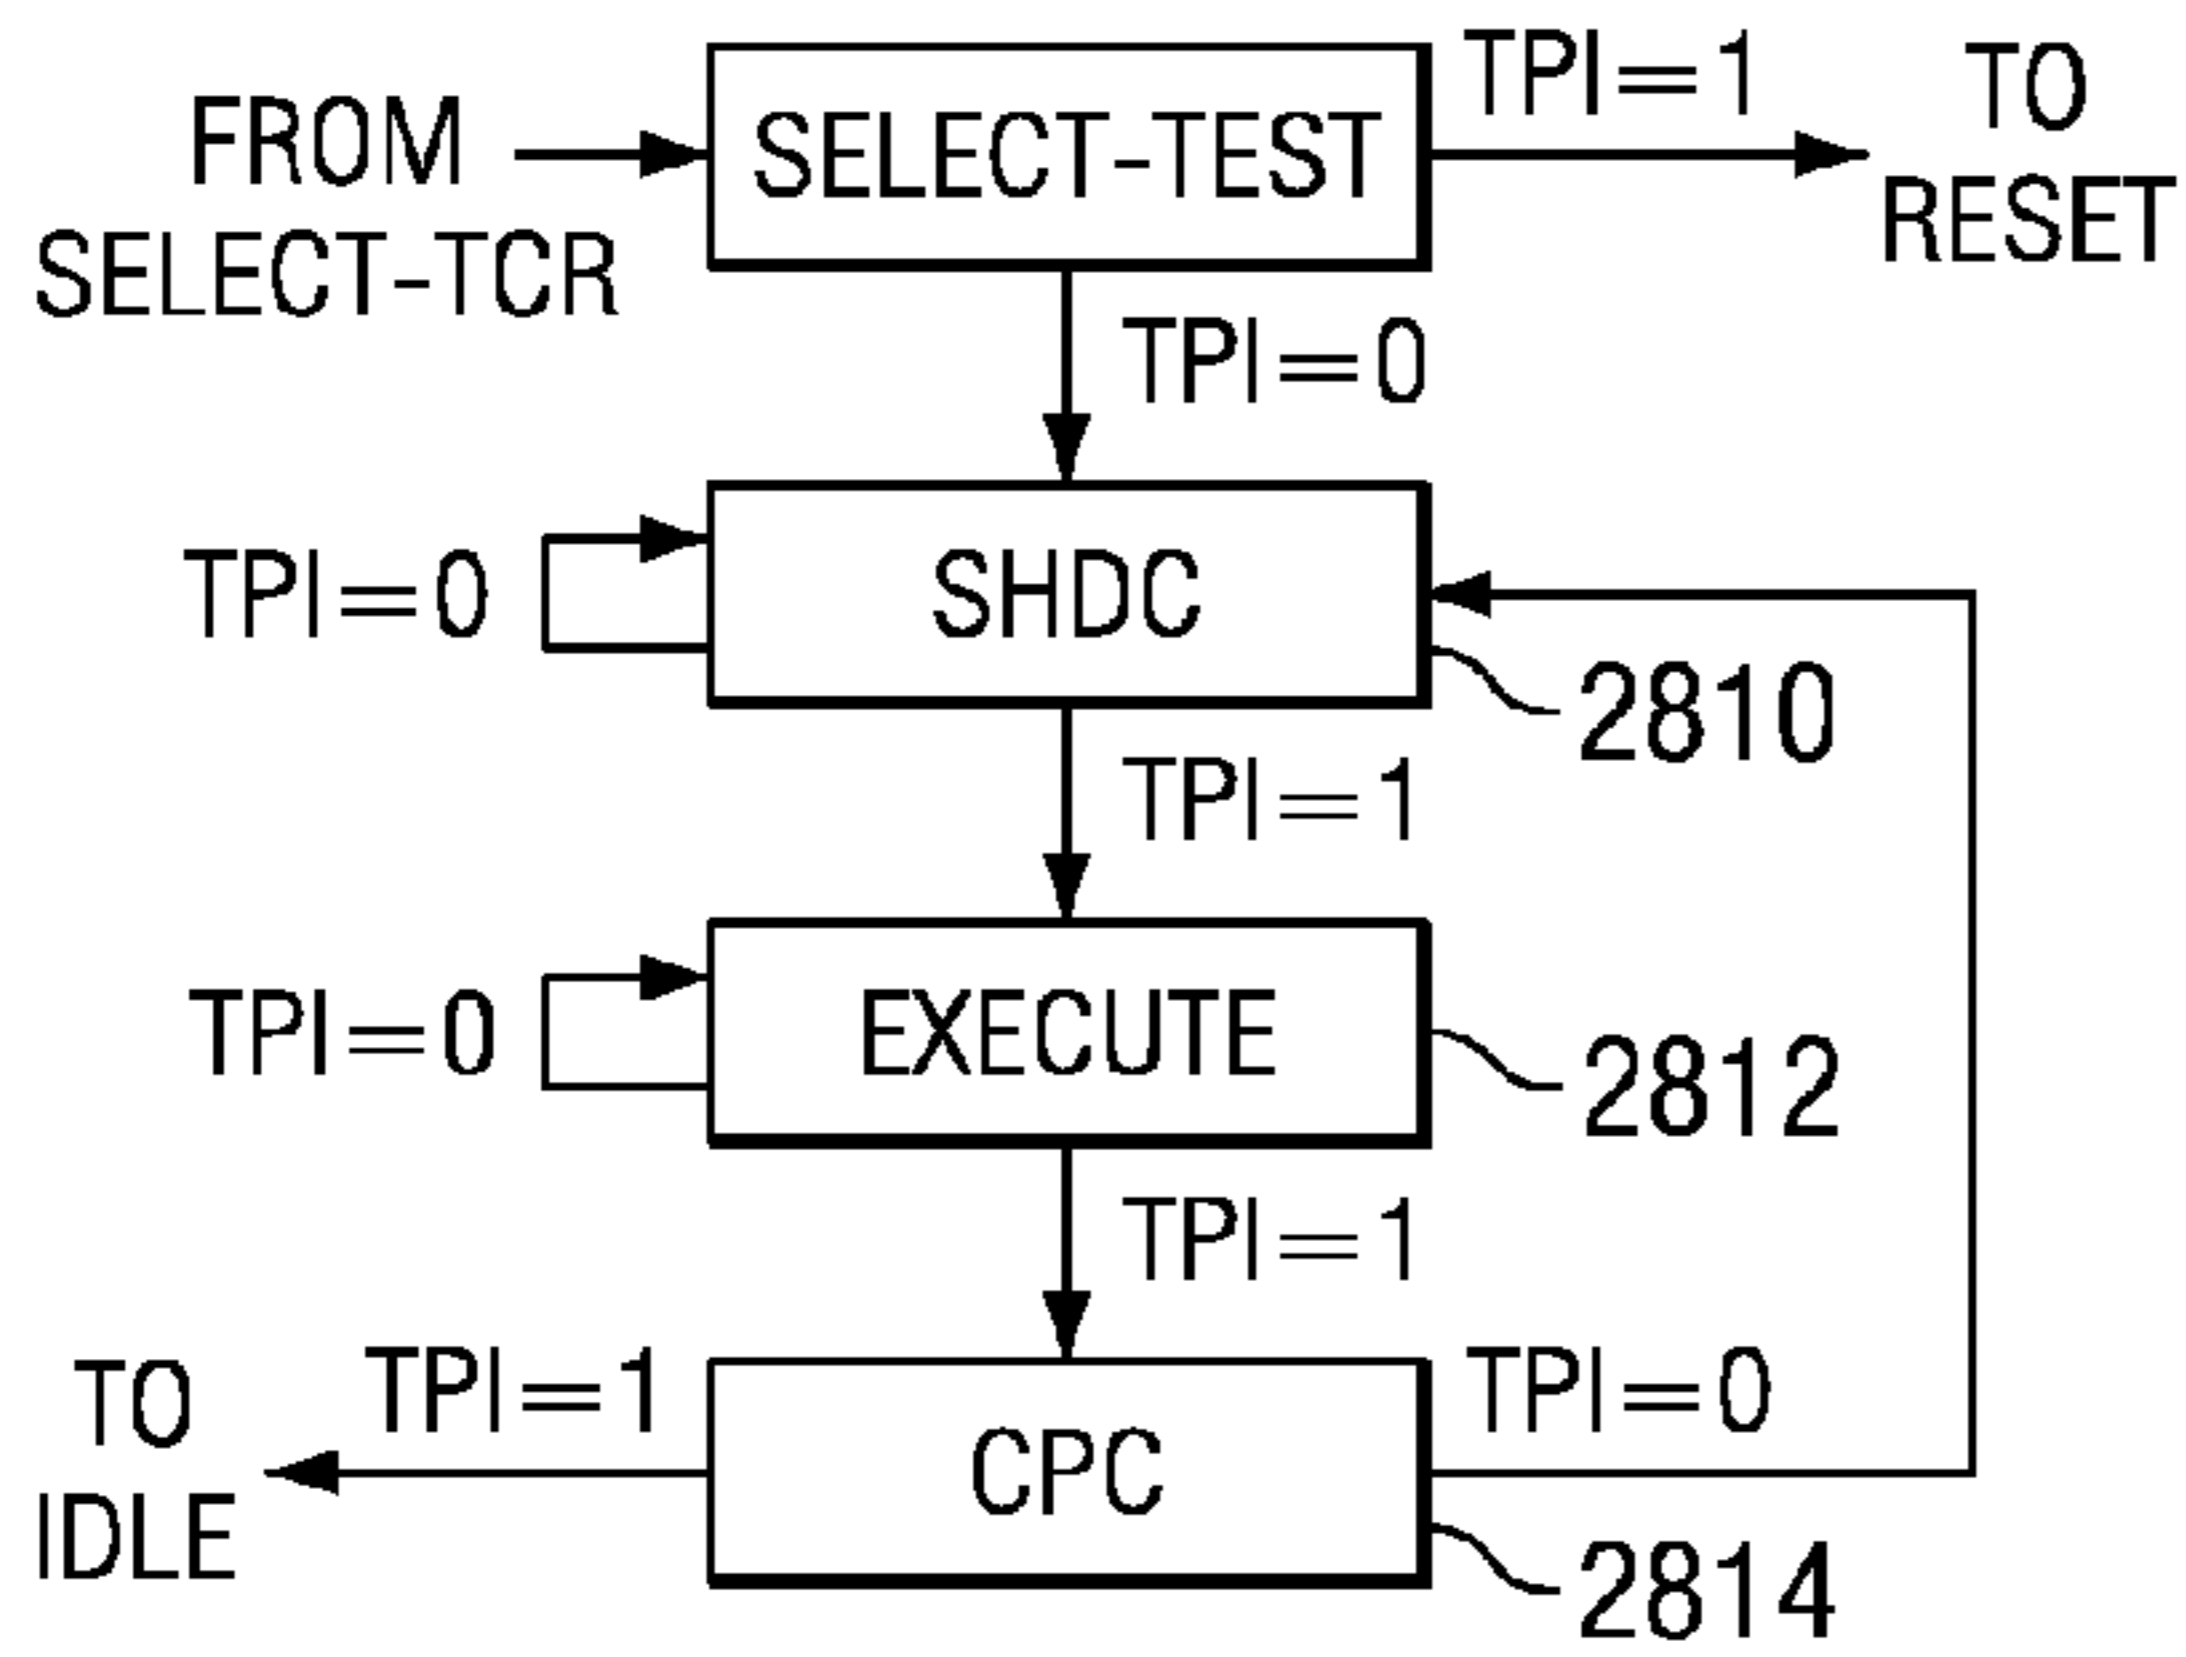 FROM
SELECT-TCR
SELECT-TEST
TPI=1
TO
RESET
TPI=0
TPI=0
SHDC
2810
TPI=1
TPI=0
EXECUTE
2812
TPI=1
TO
IDLE
TPI=1
CPC
TPI=0
2814